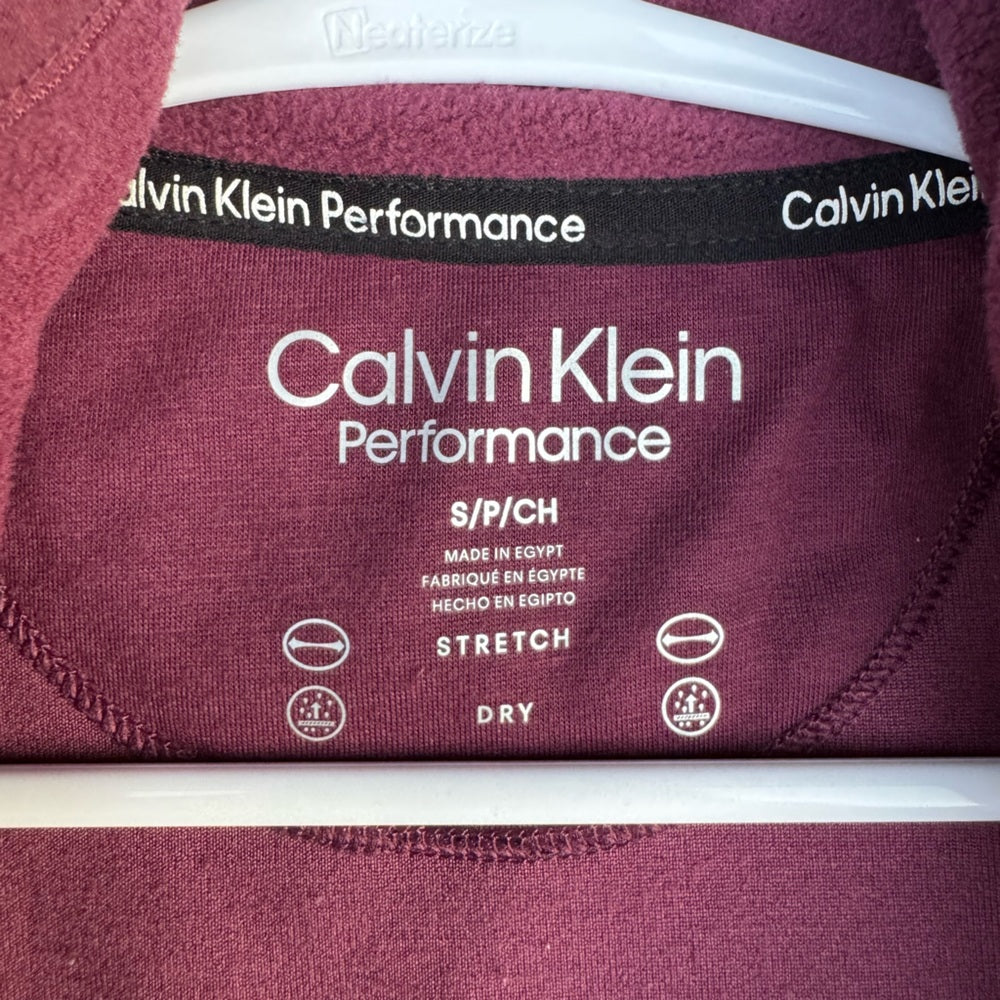 Neaterize
alvin Klein Performance
Calvin Klei
Calvin Klein
Performance
S/P/CH
MADE IN EGYPT
FABRIQUÉ EN ÉGYPTE
HECHO EN EGIPTO
STRETCH
DRY